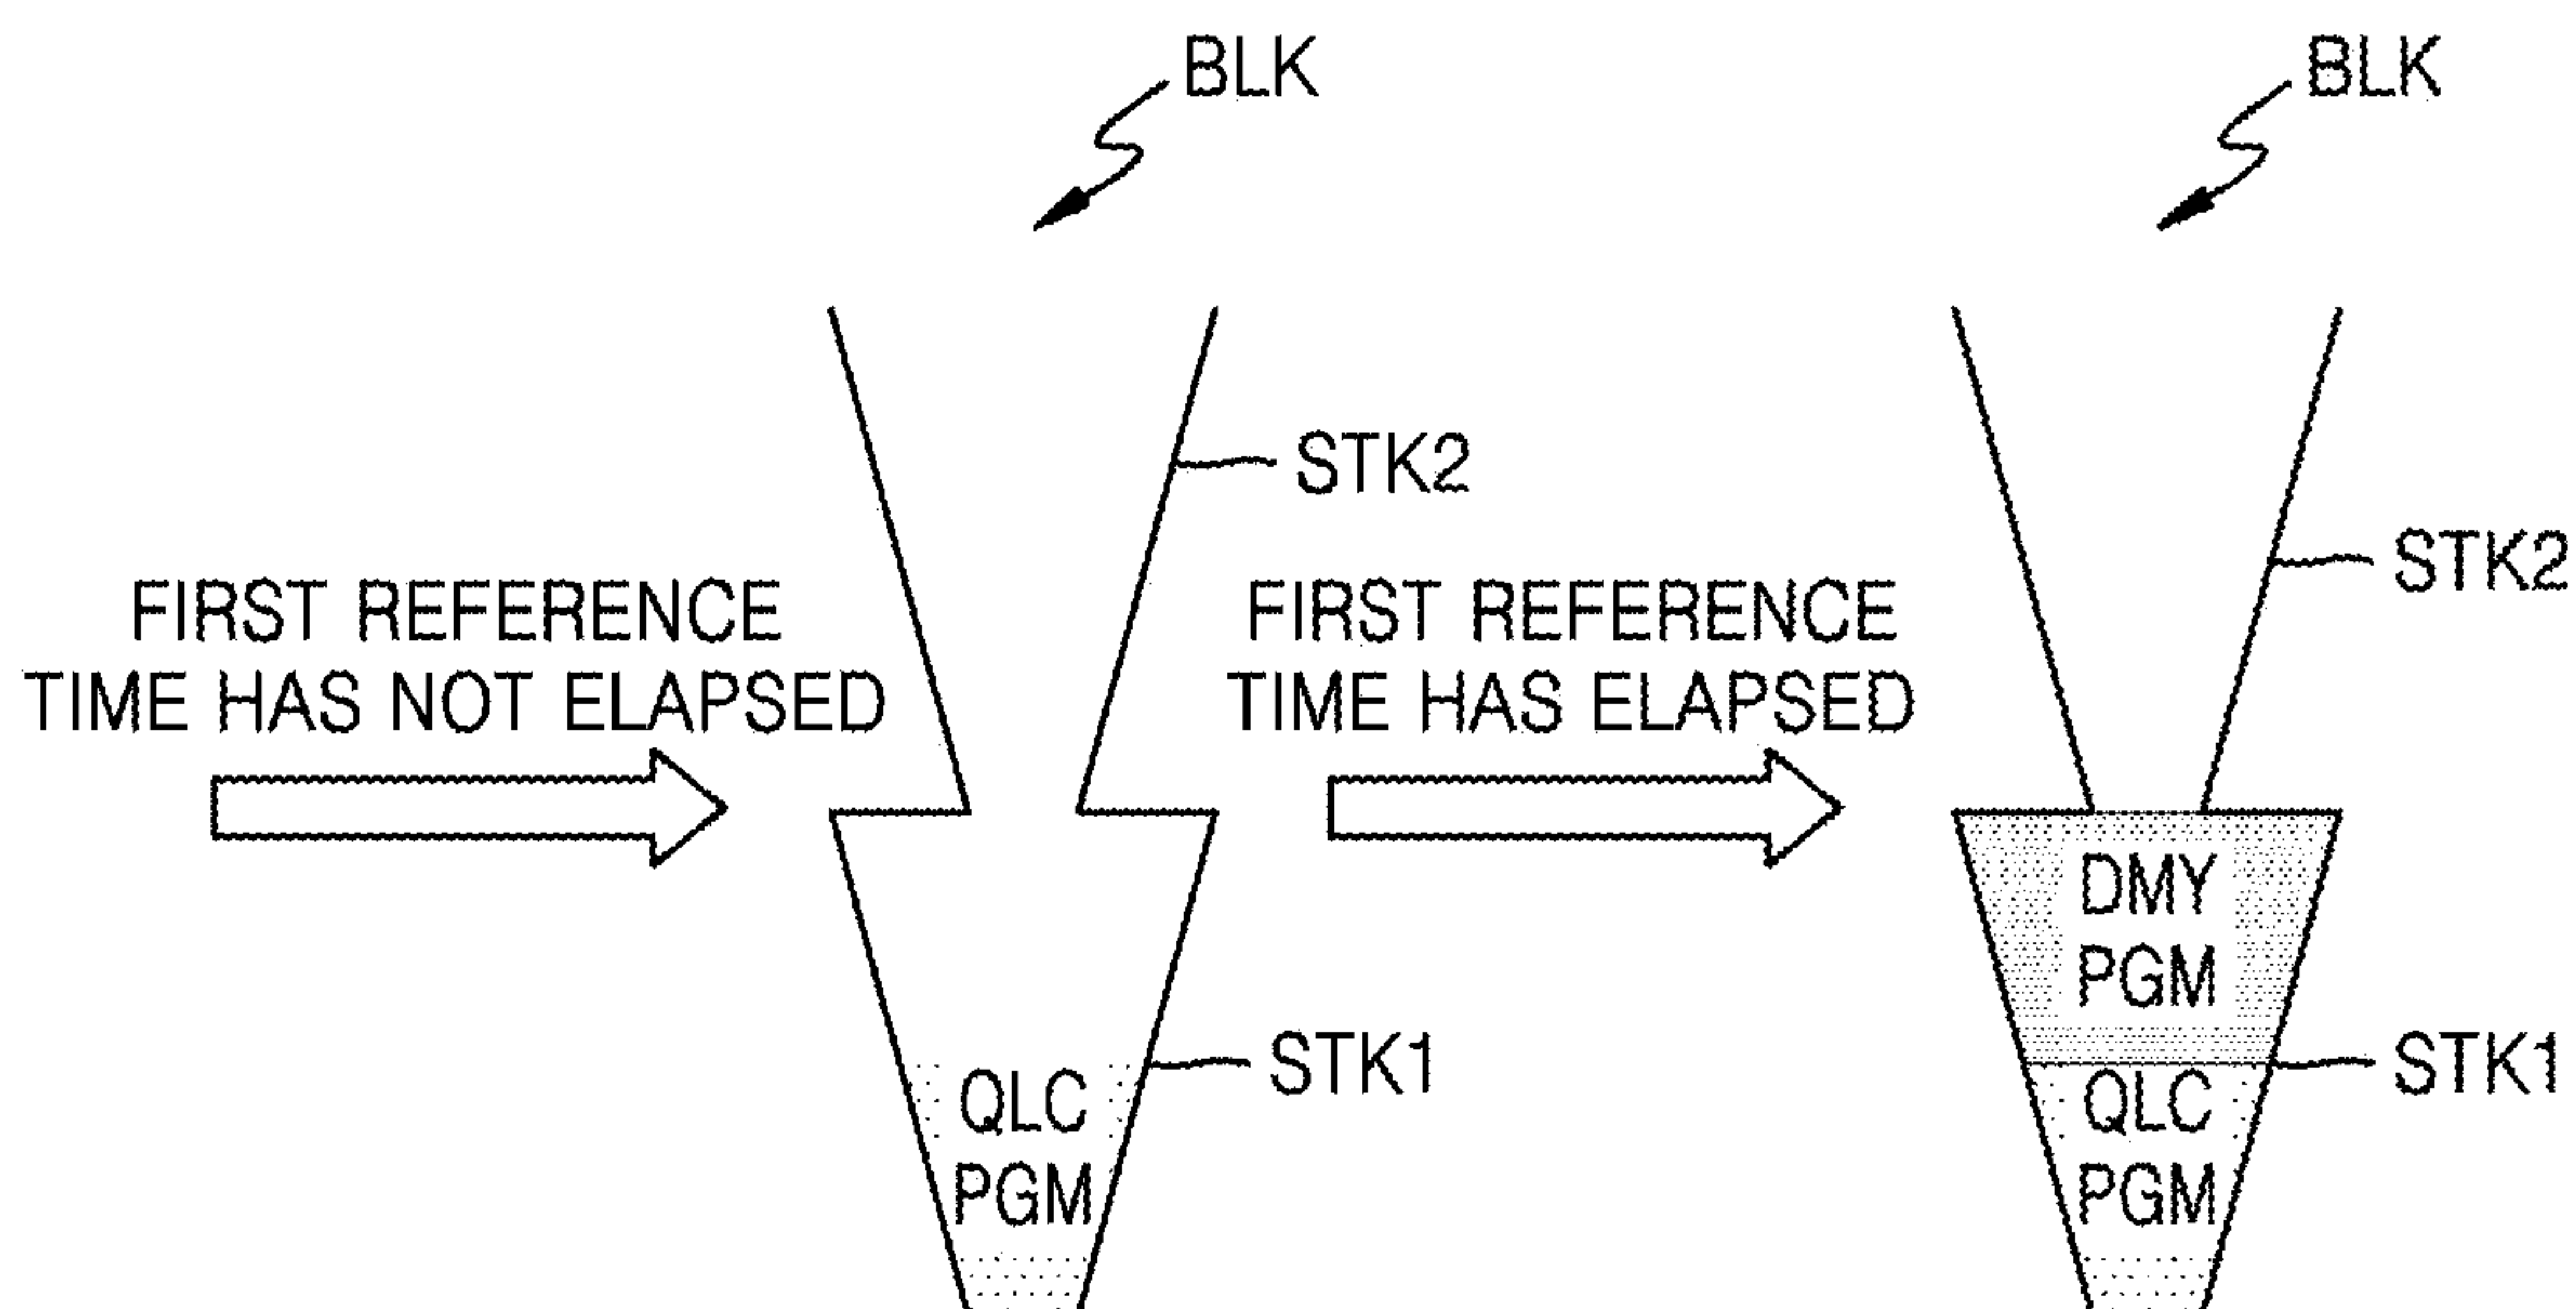 BLK
BLK
STK2
STK2
FIRST REFERENCE
TIME HAS NOT ELAPSED
FIRST REFERENCE
TIME HAS ELAPSED
DMY
PGM
STK1
QLC
PGM
STK1
QLC
PGM